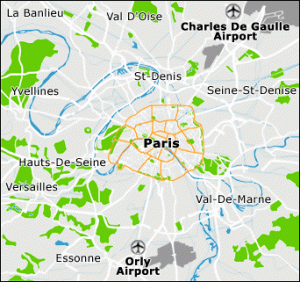 La Banlieu
Val D'Oise
Charles De Gaulle
Airport
St-Denis
Yvellines
Seine-St-Denise
Paris
Hauts-De-Seine
Versailles
Val-De-Marne
Essonne
Orly
Airport